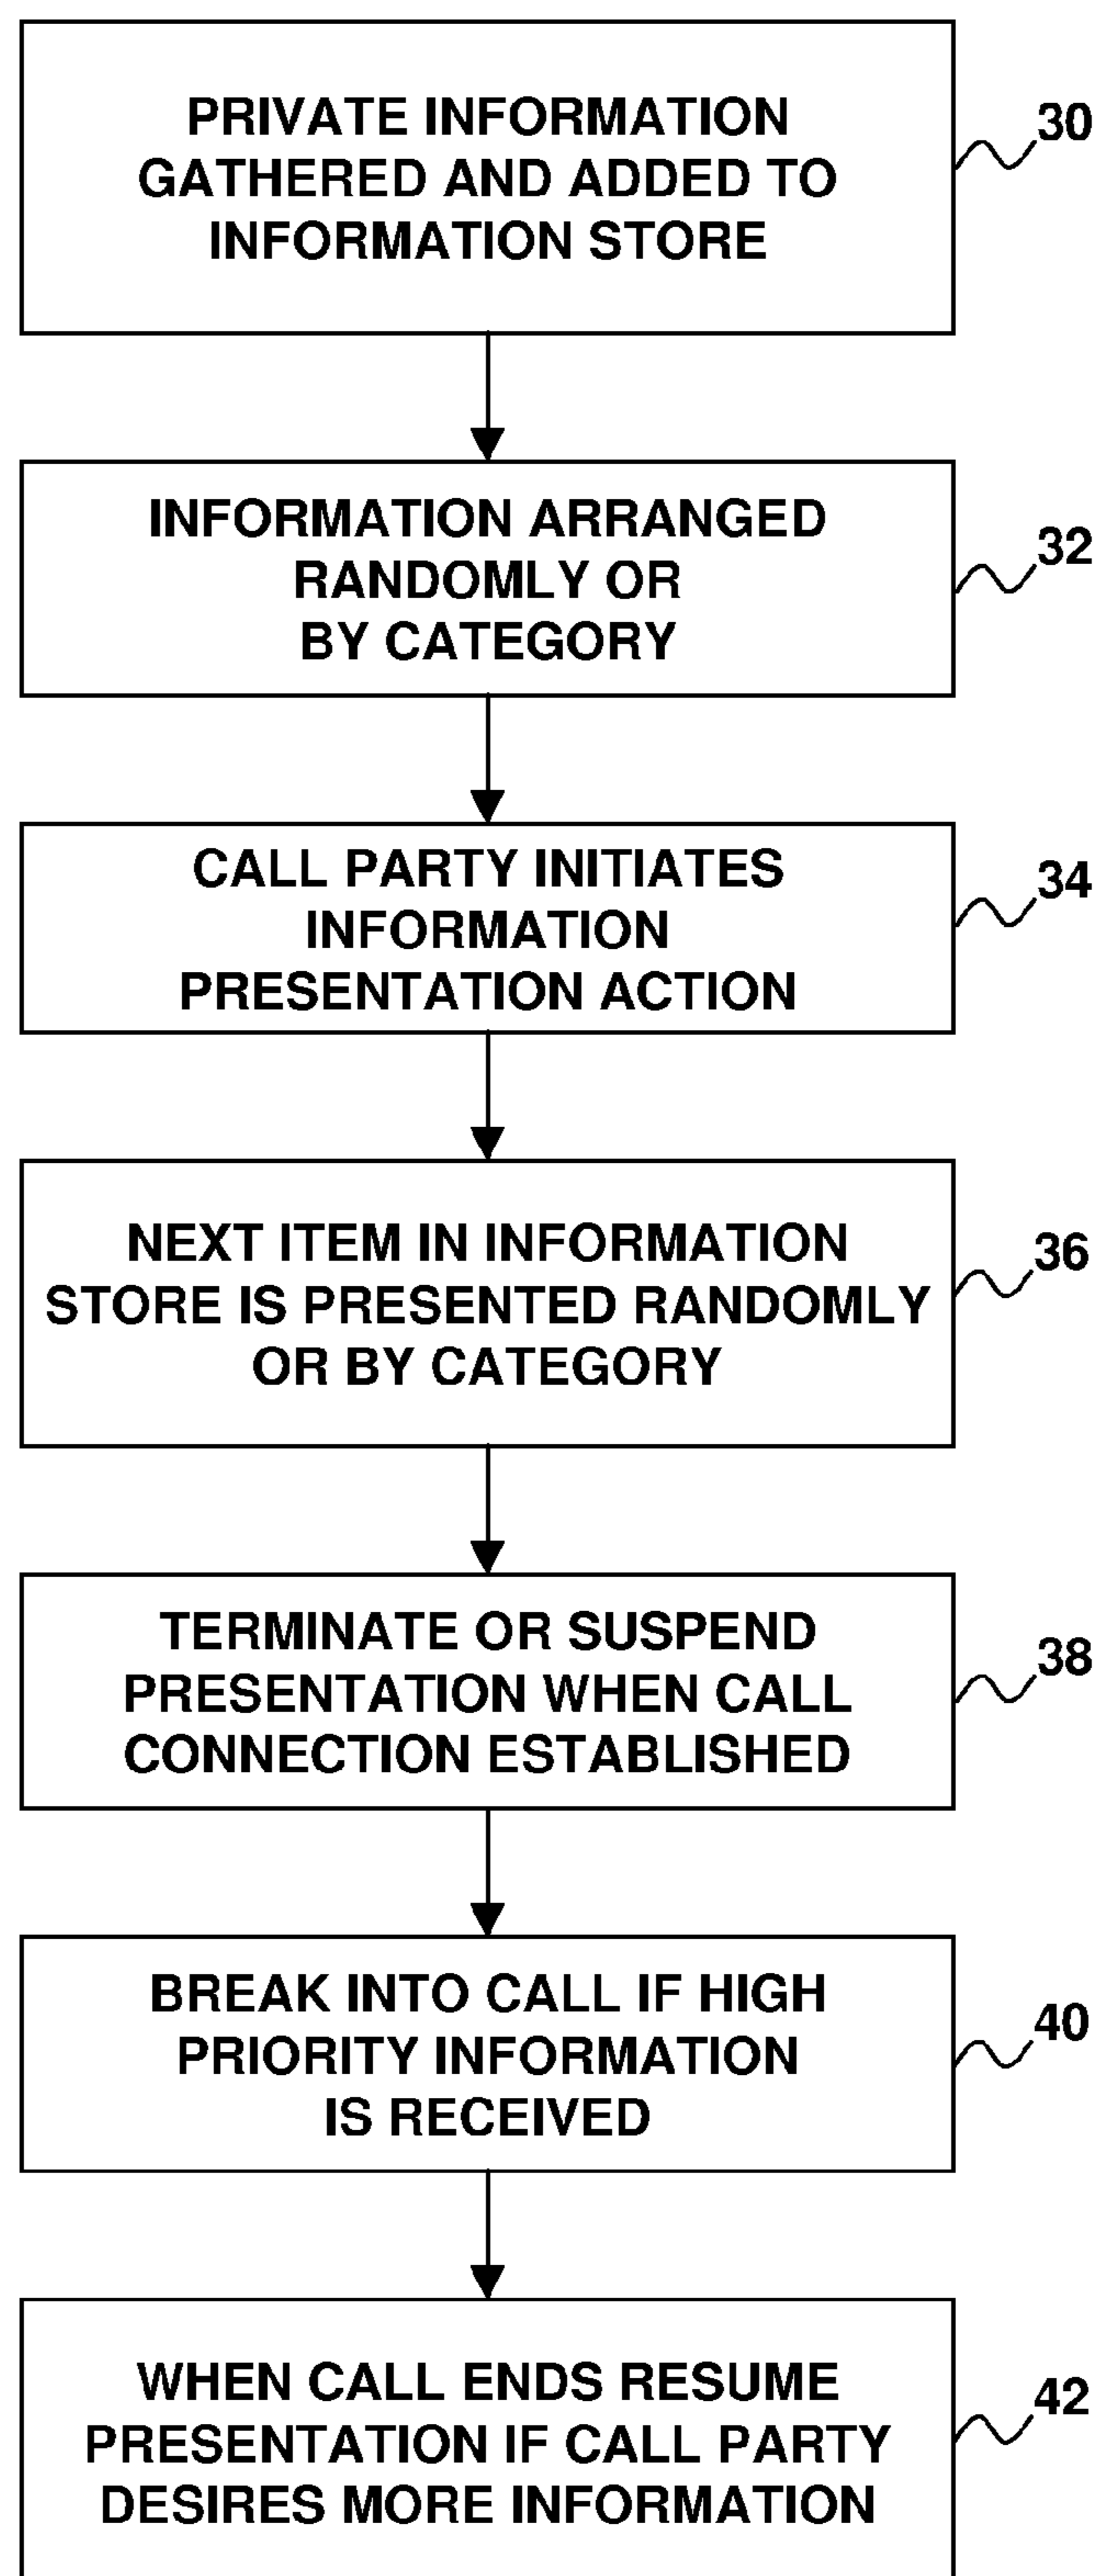 PRIVATE INFORMATION
GATHERED AND ADDED TO
INFORMATION STORE
30
INFORMATION ARRANGED
RANDOMLY OR
BY CATEGORY
32
CALL PARTY INITIATES
INFORMATION
PRESENTATION ACTION
34
NEXT ITEM IN INFORMATION
STORE IS PRESENTED RANDOMLY
OR BY CATEGORY
36
TERMINATE OR SUSPEND
PRESENTATION WHEN CALL
CONNECTION ESTABLISHED
38
BREAK INTO CALL IF HIGH
PRIORITY INFORMATION
IS RECEIVED
40
WHEN CALL ENDS RESUME
PRESENTATION IF CALL PARTY
DESIRES MORE INFORMATION
42